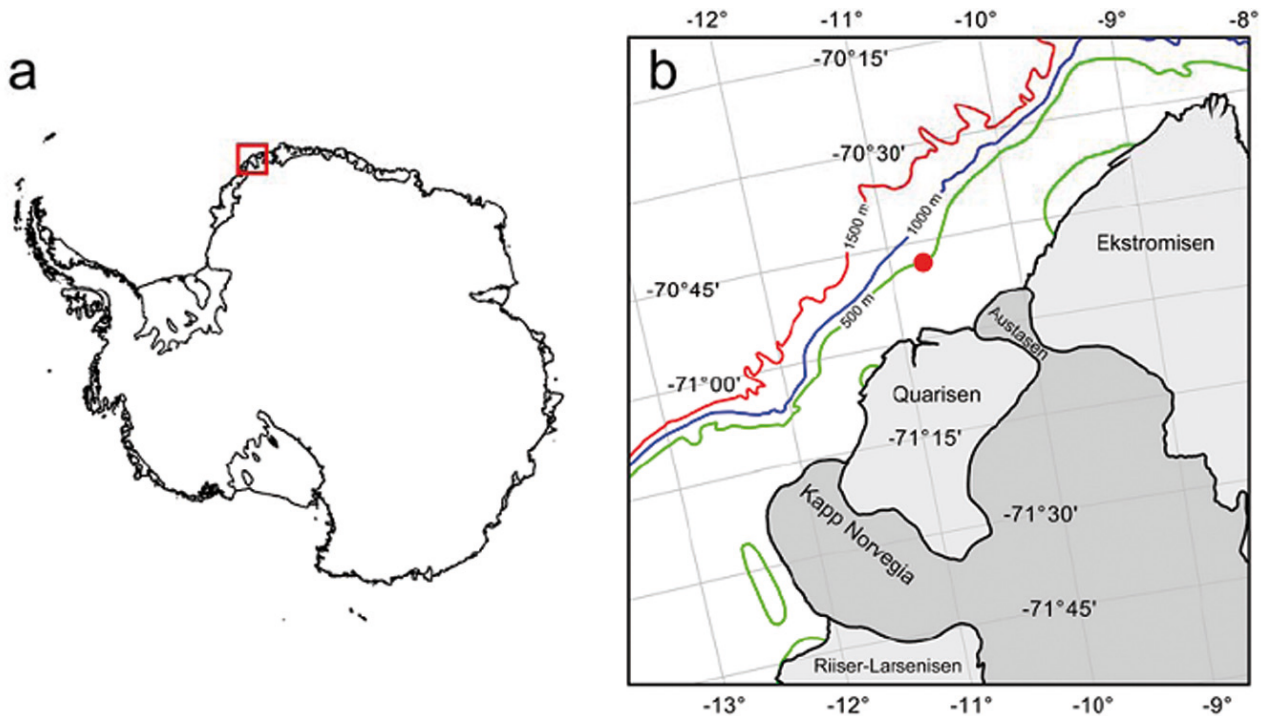 a
b
-12°
-11°
-10°
-9°
-8°
-70°15'
-70°30'
1500 m
1000 m
Ekstromisen
-70°45'
500 m
Austasen
-71°00'
Quarisen
-71°15'
Kapp Norvegia
-71°30'
-71°45'
Riiser-Larsenisen
-13°
-12°
-11°
-10°
-9°